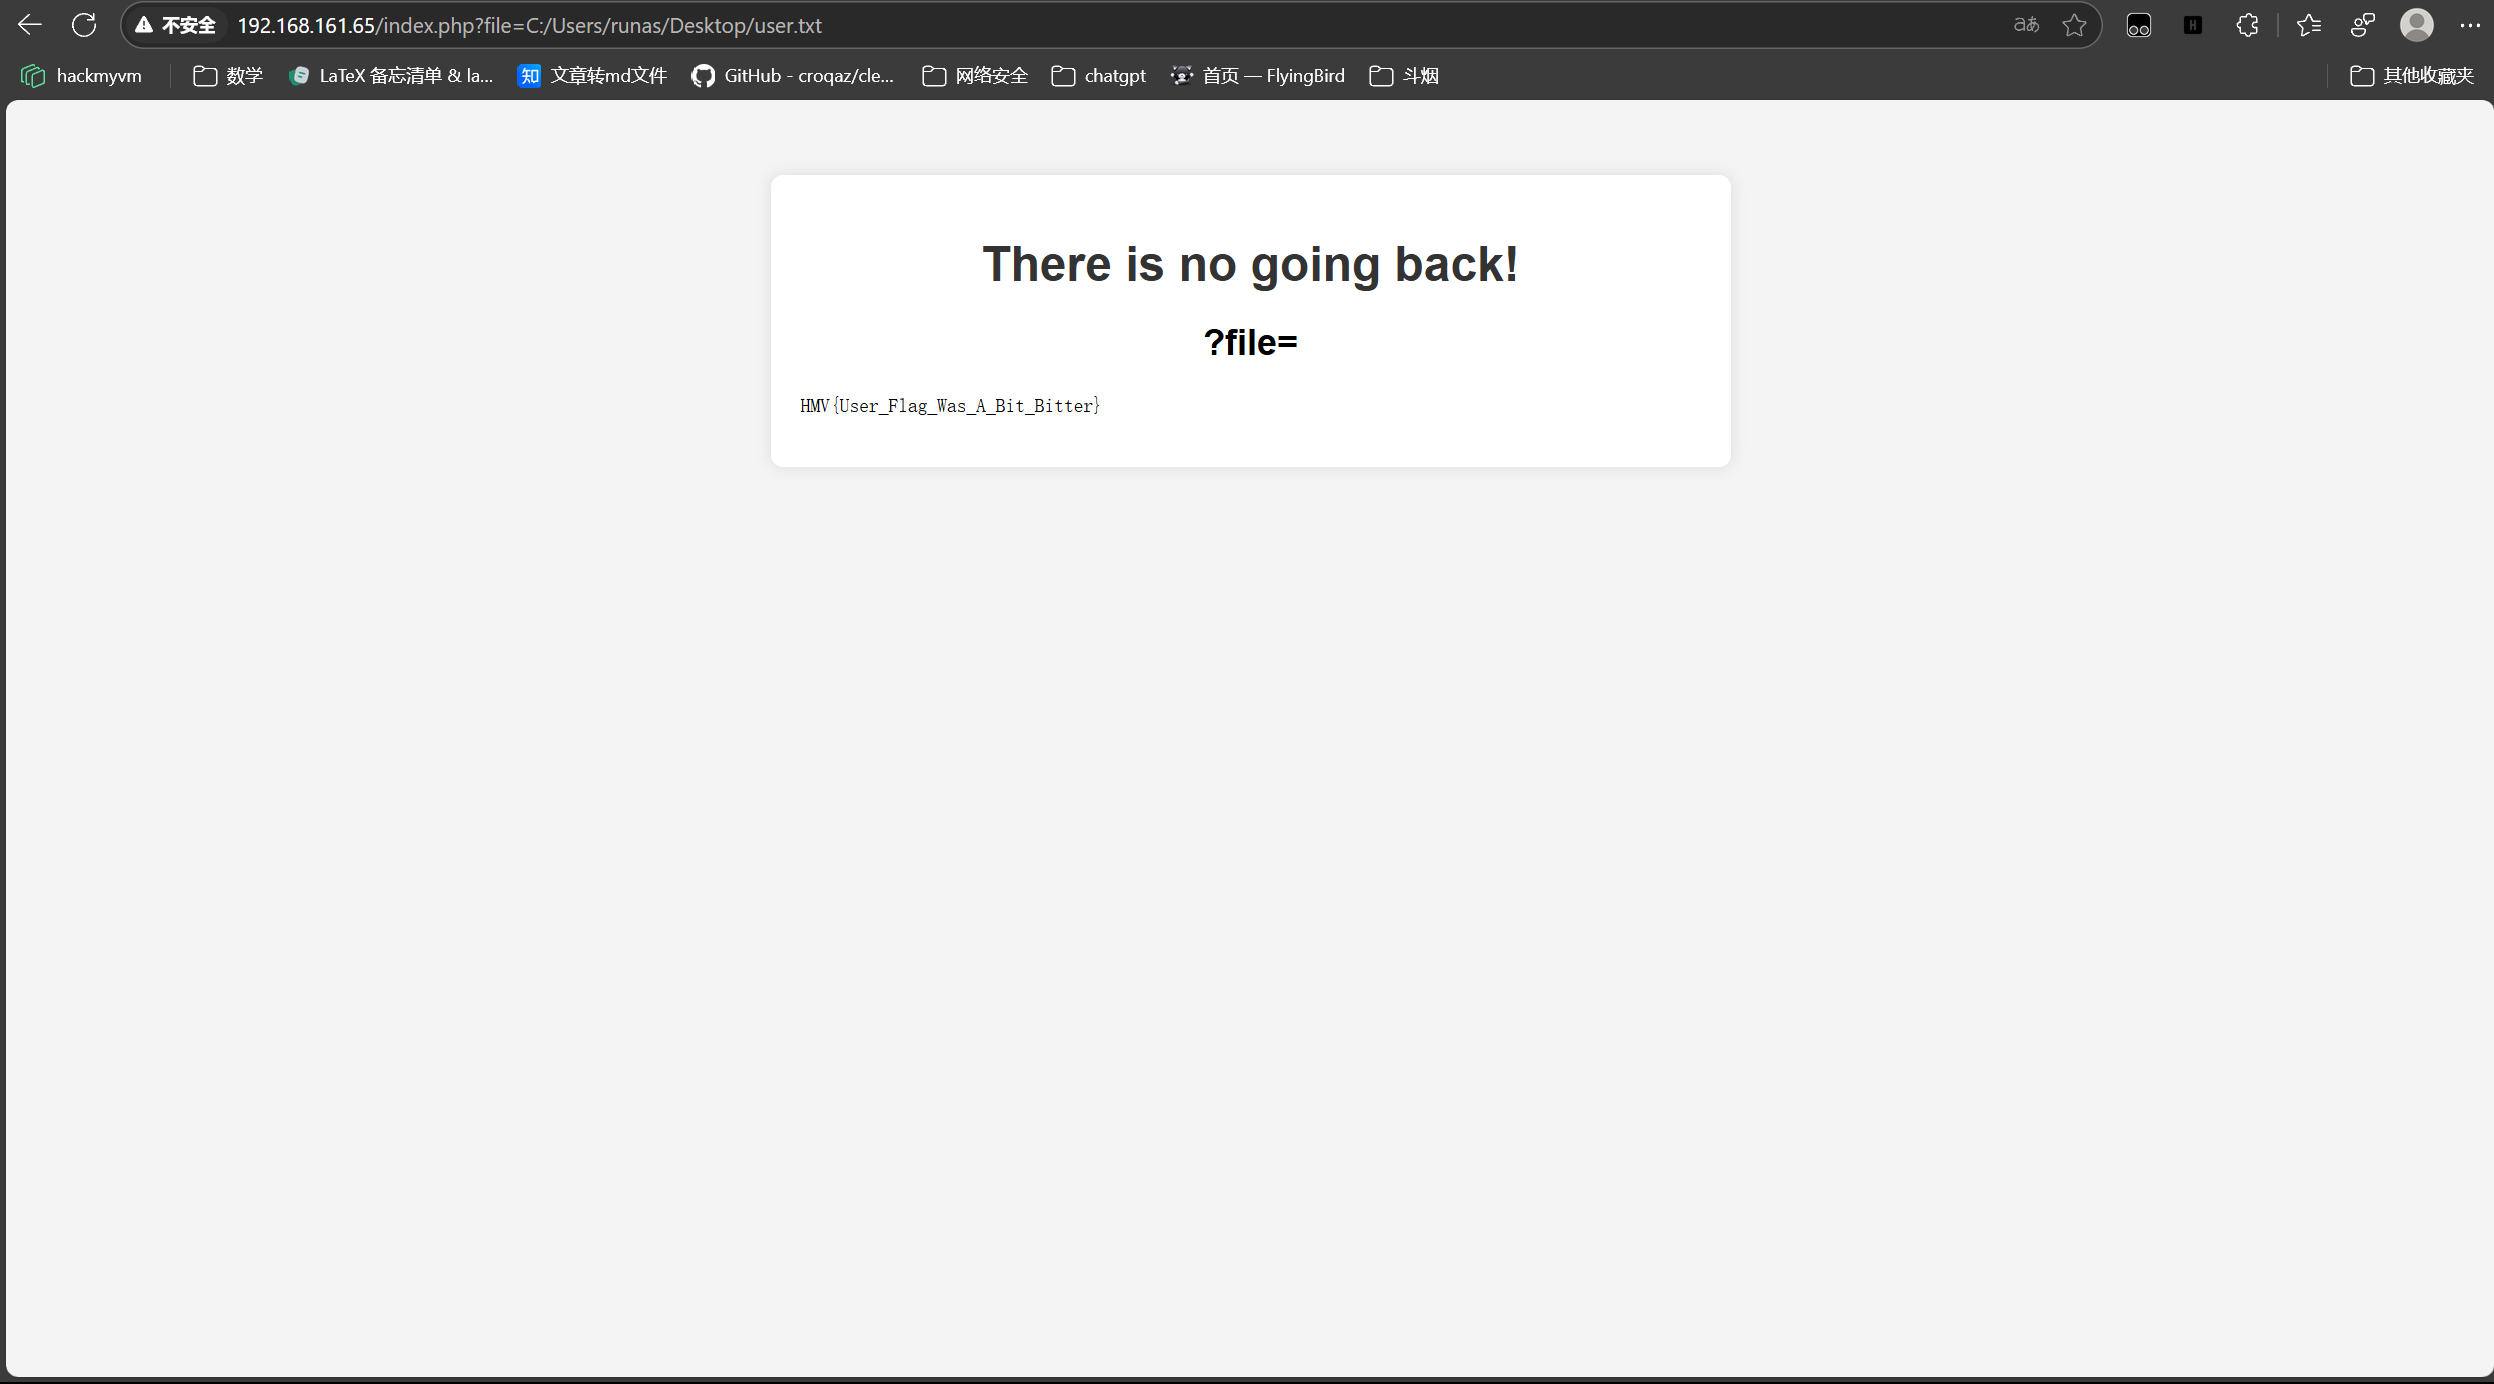 不安全 192.168.161.65/index.php?file=C:/Users/runas/Desktop/user.txt aあ
hackmyvm 数学 LaTeX 备忘清单 & la... 知 文章转md文件 GitHub - croqaz/cle... 网络安全 chatgpt 首页 — FlyingBird 斗烟 其他收藏夹
There is no going back!
?file=
HMV{User_Flag_Was_A_Bit_Bitter}